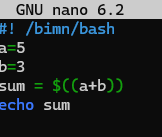 GNU nano 6.2
#! /bimn/bash
a=5
b=3
sum = $((a+b))
echo sum